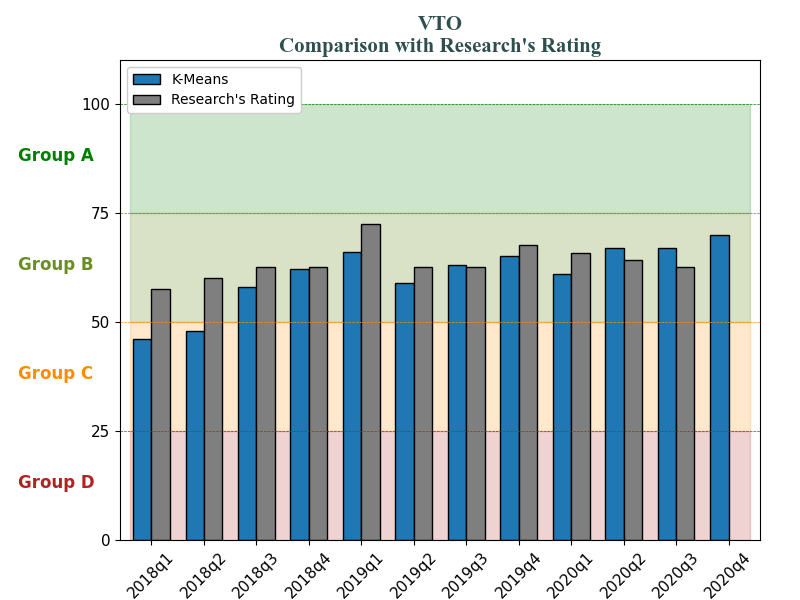 VTO
Comparison with Research's Rating
K-Means
Research's Rating
100
Group A
75
Group B
50
Group C
25
Group D
0
2018q1
2018q2
2018q3
2018q4
2019q1
2019q2
2019q3
2019q4
2020q1
2020q2
2020q3
2020q4